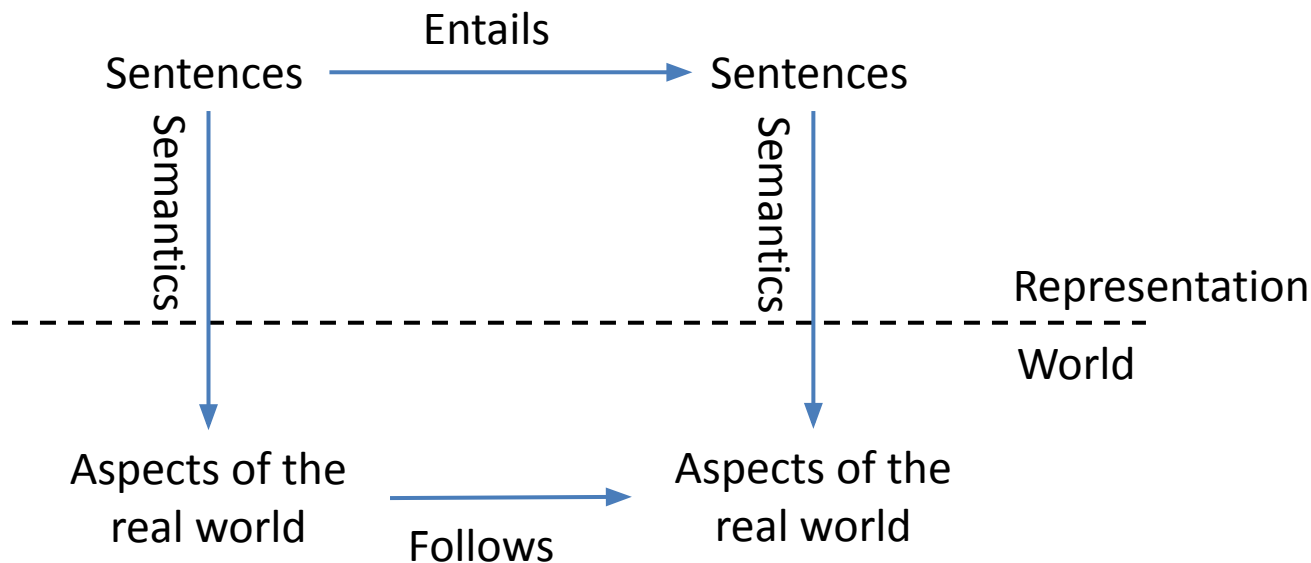 Entails
Sentences
Sentences
Semantics
Semantics
Representation
World
Aspects of the
real world
Aspects of the
real world
Follows